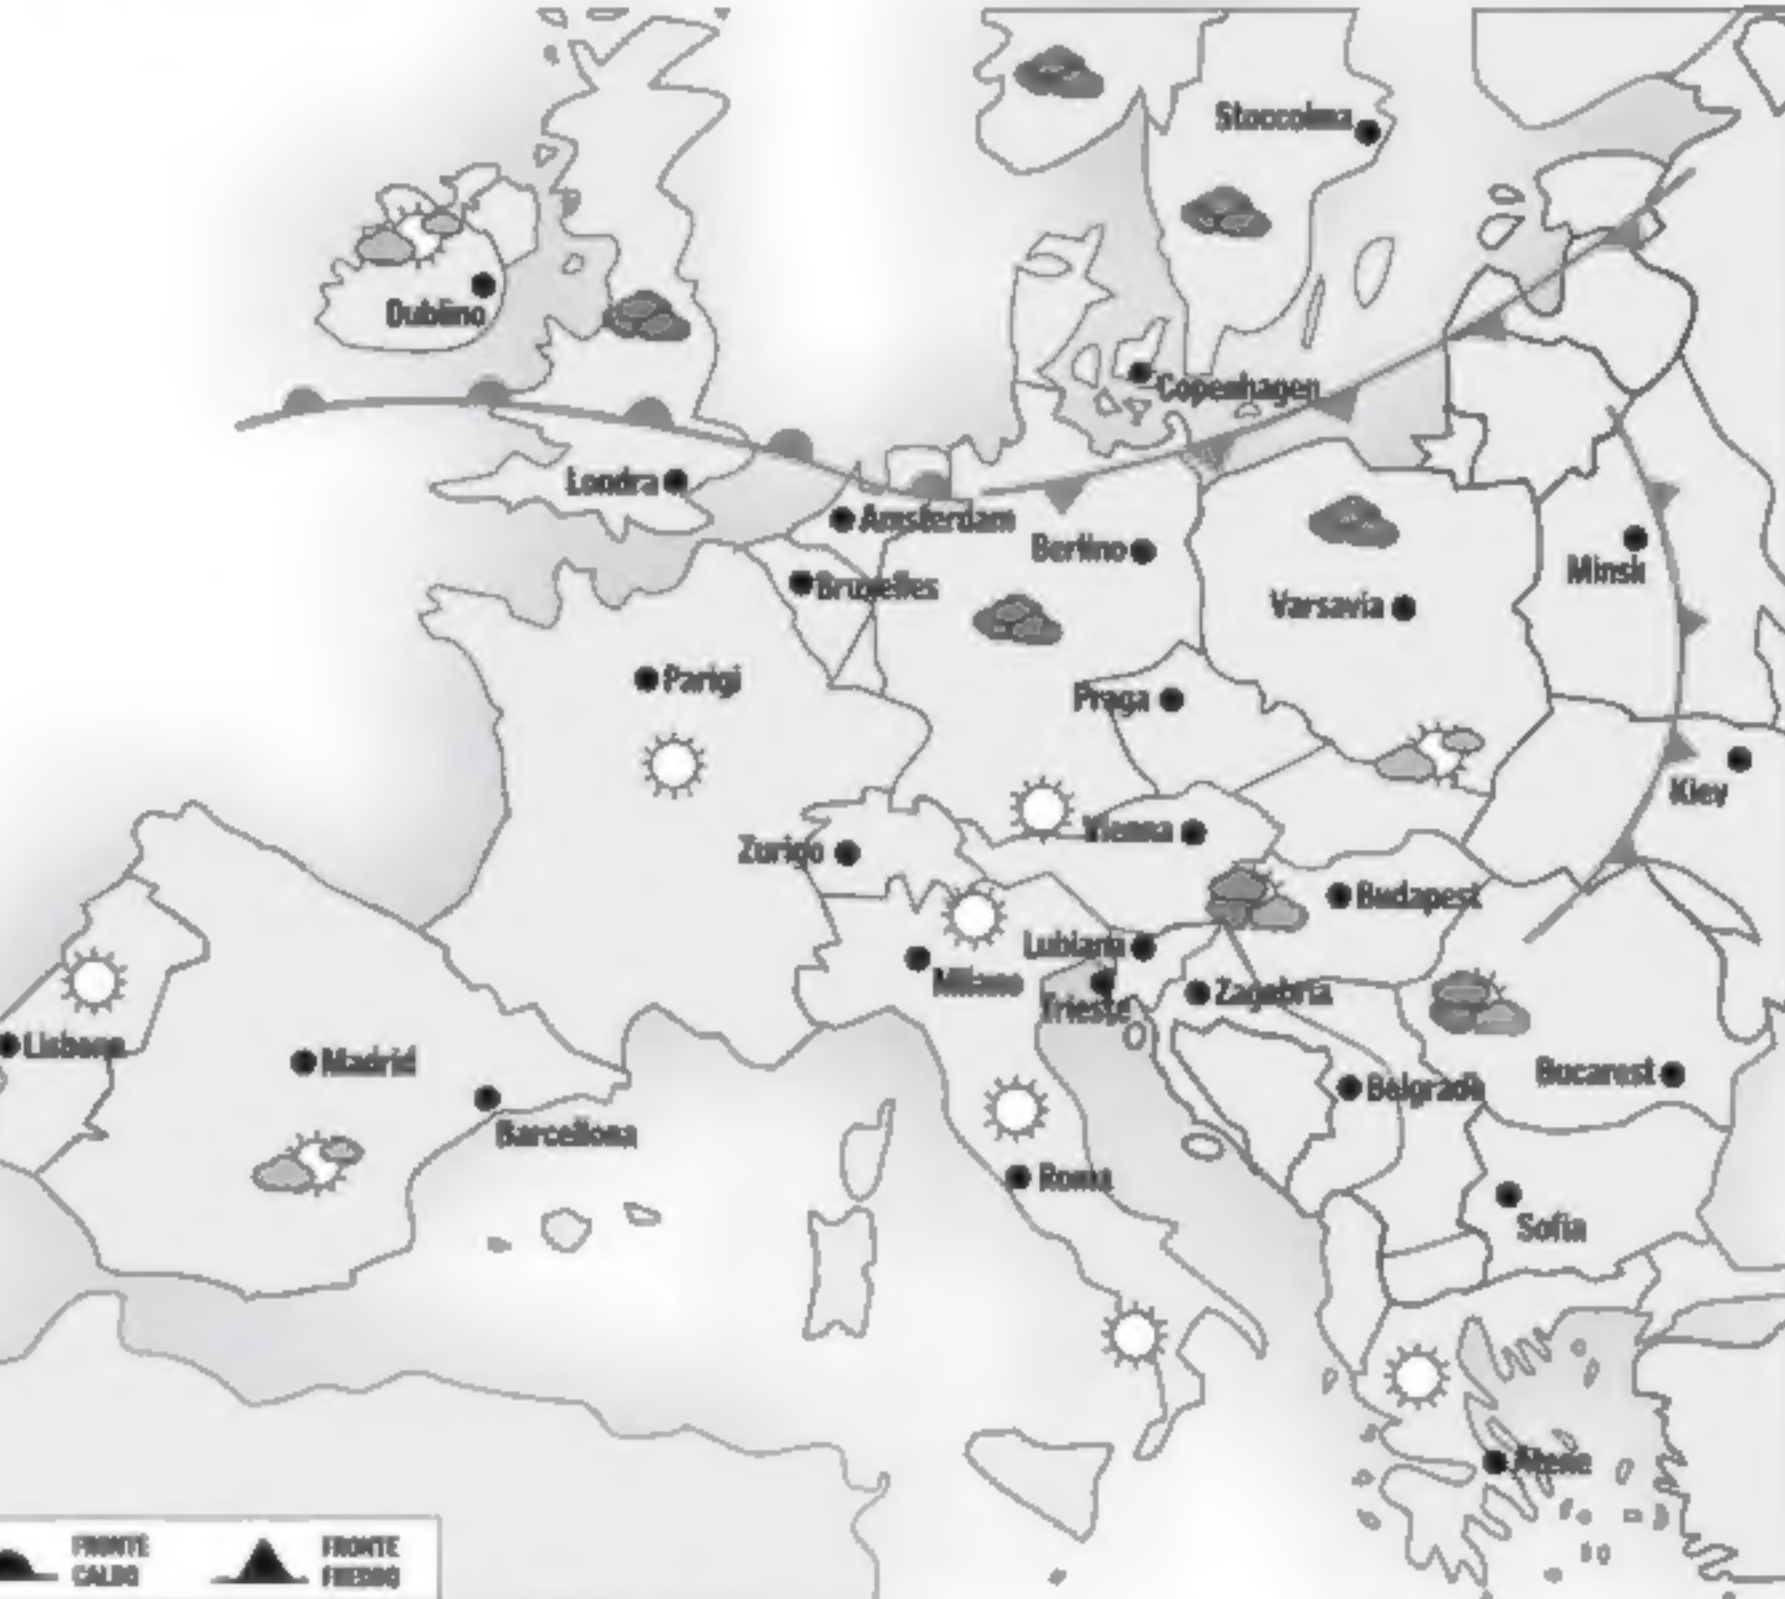 Stoccolma
Dublino
Copenhagen
Londra
Amsterdam
Berlino
Minsk
Bruxelles
Varsavia
Parigi
Praga
Kiev
Vienna
Zurigo
Budapest
Lubiana
Milano
Trieste
Zagabria
Lisbona
Madrid
Belgrado
Bucarest
Barcellona
Roma
Sofia
Atene
FRONTE
CALDO
FRONTE
FREDDO